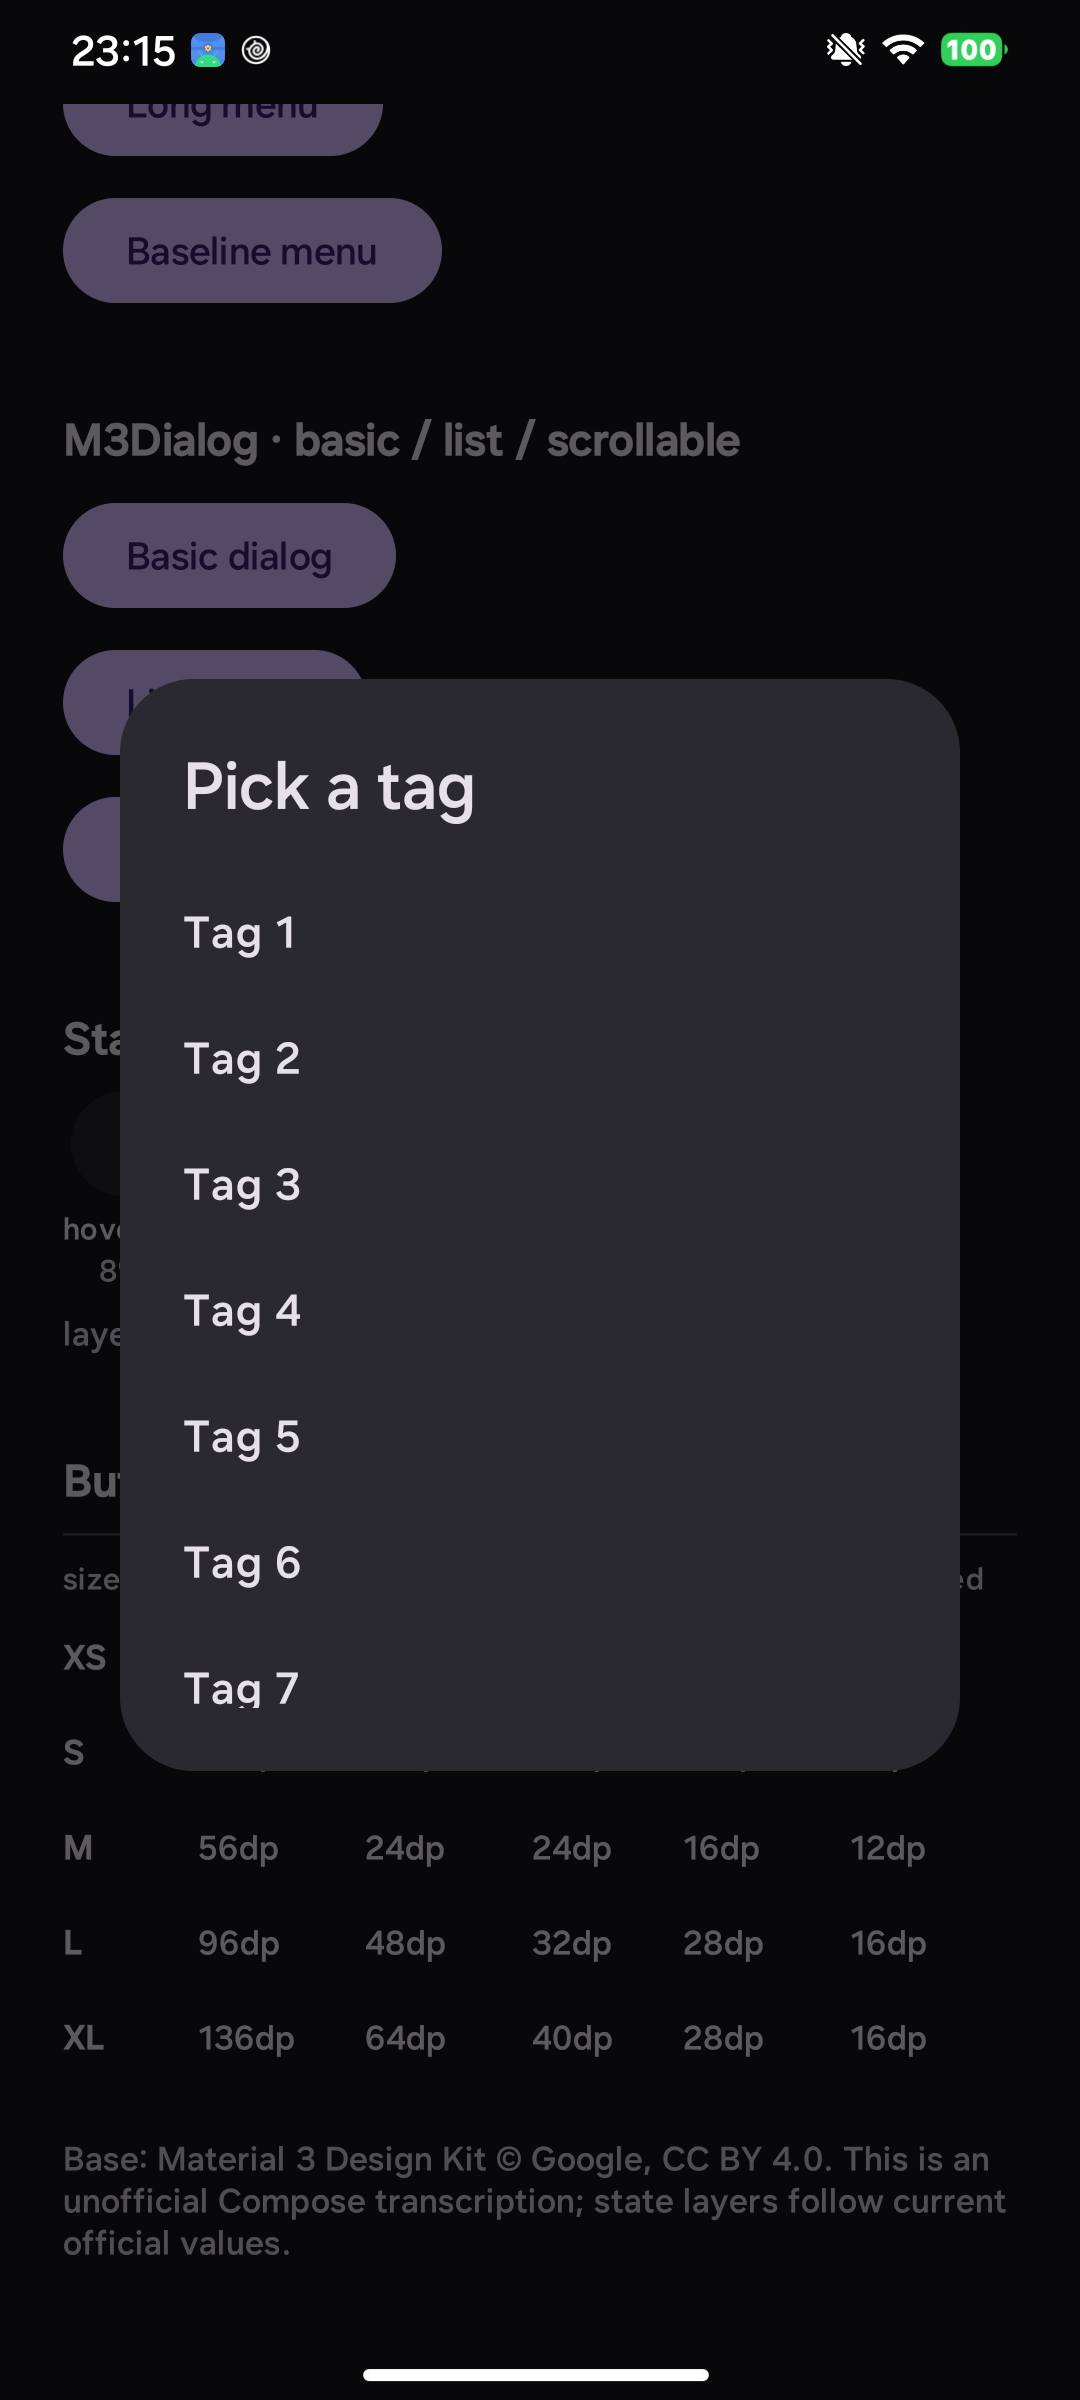 23:15
100
Long menu
Baseline menu
M3Dialog · basic / list / scrollable
Basic dialog
Pick a tag
Tag 1
Tag 2
Tag 3
Tag 4
Tag 5
Tag 6
Tag 7
XS
S
M 56dp 24dp 24dp 16dp 12dp
L 96dp 48dp 32dp 28dp 16dp
XL 136dp 64dp 40dp 28dp 16dp
Base: Material 3 Design Kit © Google, CC BY 4.0. This is an
unofficial Compose transcription; state layers follow current
official values.